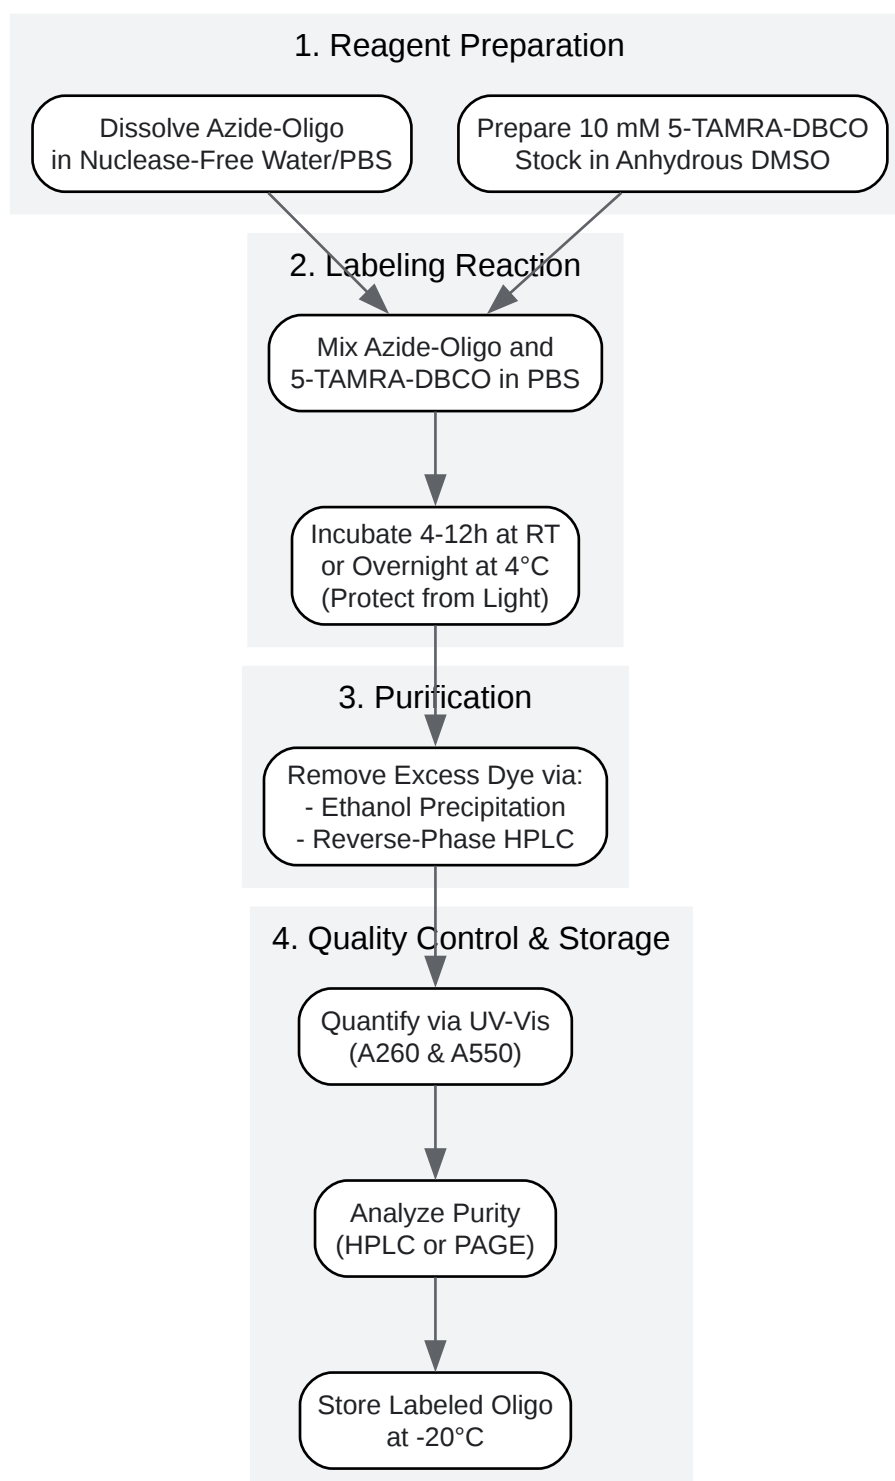 1. Reagent Preparation
Dissolve Azide-Oligo
in Nuclease-Free Water/PBS
Prepare 10 mM 5-TAMRA-DBCO
Stock in Anhydrous DMSO
2. Labeling Reaction
Mix Azide-Oligo and
5-TAMRA-DBCO in PBS
Incubate 4-12h at RT
or Overnight at 4°C
(Protect from Light)
3. Purification
Remove Excess Dye via:
- Ethanol Precipitation
- Reverse-Phase HPLC
4. Quality Control & Storage
Quantify via UV-Vis
(A260 & A550)
Analyze Purity
(HPLC or PAGE)
Store Labeled Oligo
at -20°C